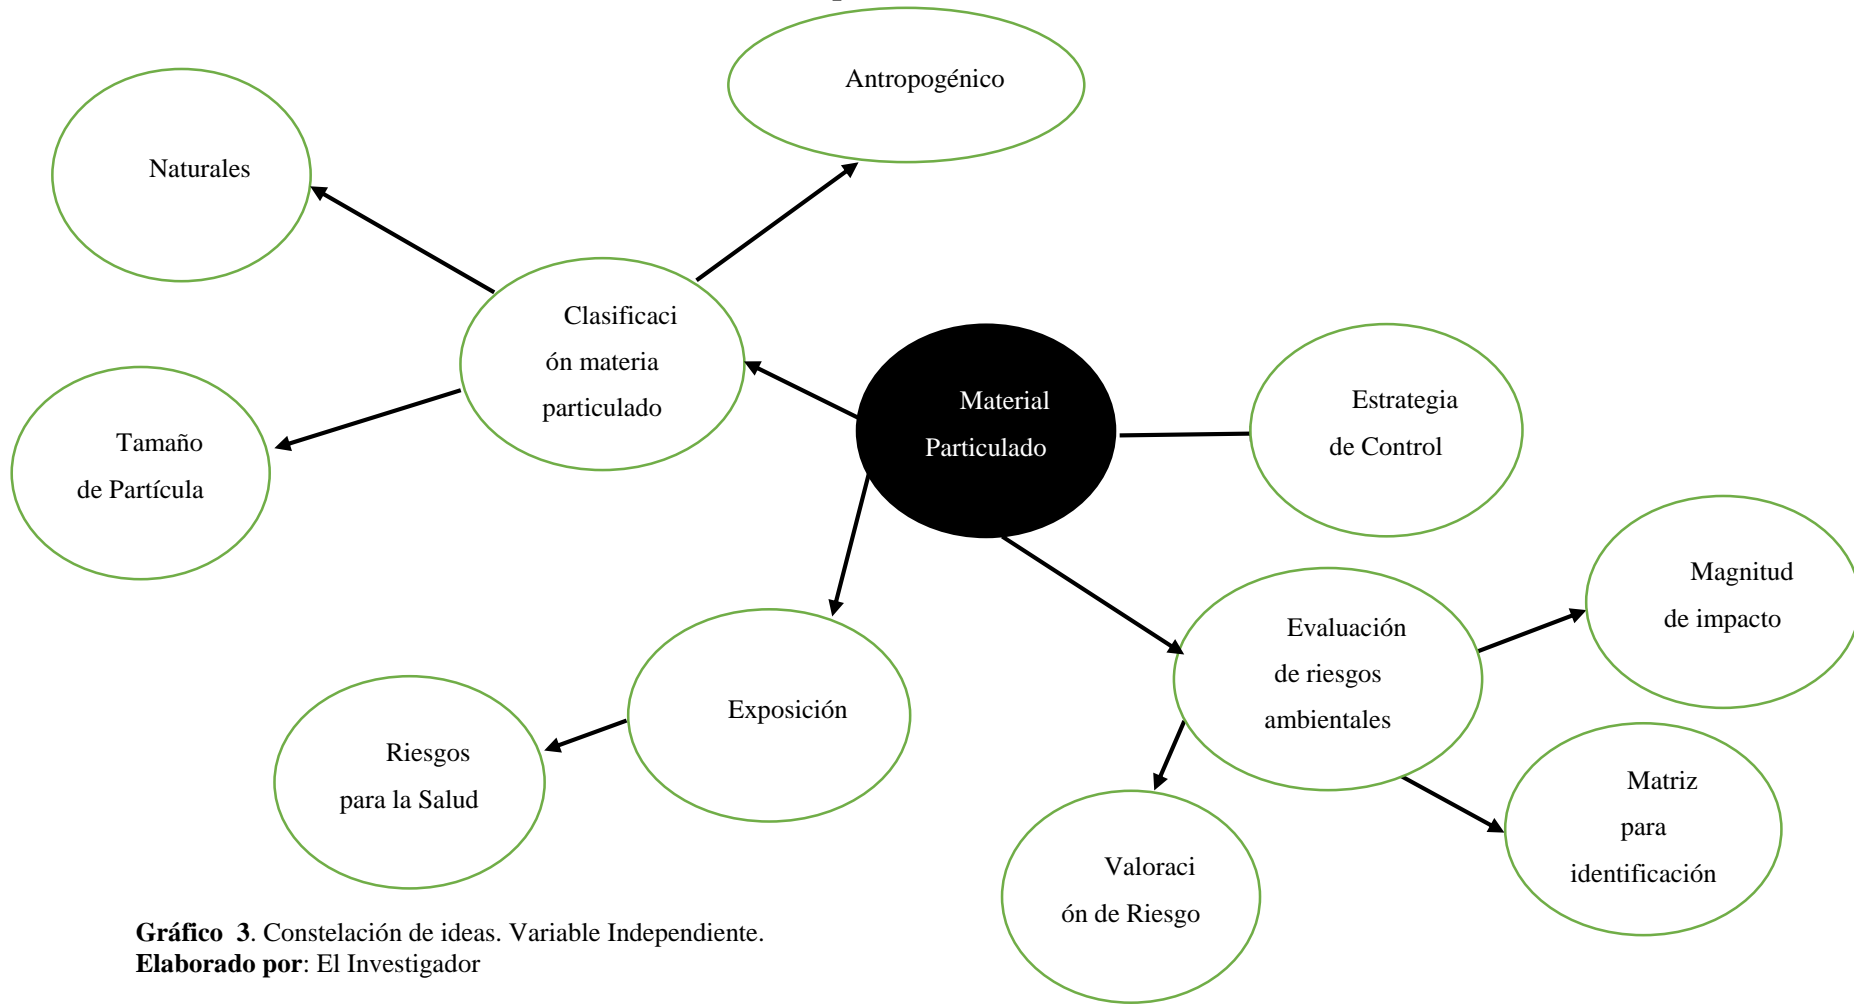 Antropogénico
Naturales
Clasificaci
ón materia
particulado
Material
Particulado
Estrategia
de Control
Tamaño
de Partícula
Magnitud
de impacto
Evaluación
de riesgos
ambientales
Exposición
Riesgos
para la Salud
Matriz
para
identificación
Valoraci
ón de Riesgo
Gráfico  3. Constelación de ideas. Variable Independiente.
Elaborado por: El Investigador